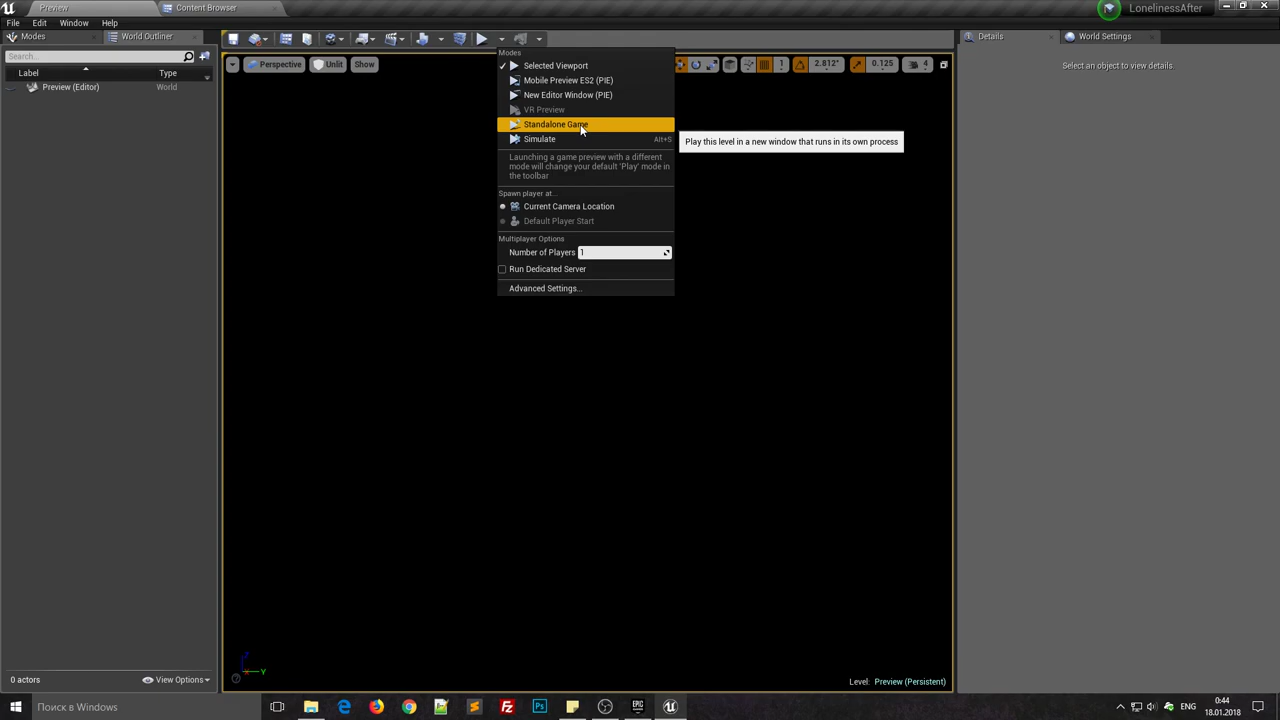 Preview
Content Browser
LonelinessAfter
File Edit Window Help
Modes
World Outliner
Details
World Settings
Search...
Label
Type
Preview (Editor)
World
Perspective
Unlit
Show
1
2.812°
0.125
4
Select an object to view details.
Modes
Selected Viewport
Mobile Preview ES2 (PIE)
New Editor Window (PIE)
VR Preview
Standalone Game
Simulate
Alt+S
Play this level in a new window that runs in its own process
Launching a game preview with a different
mode will change your default 'Play' mode in
the toolbar
Spawn player at...
Current Camera Location
Default Player Start
Multiplayer Options
Number of Players 1
Run Dedicated Server
Advanced Settings...
Z
Y
0 actors
View Options
Level: Preview (Persistent)
Поиск в Windows
EPIC
GAMES
ENG
0:44
18.01.2018